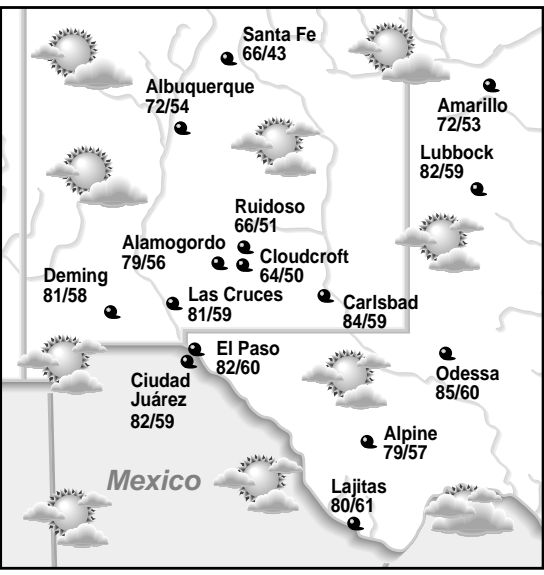 Santa Fe
66/43
Albuquerque
72/54
Amarillo
72/53
Lubbock
82/59
Ruidoso
66/51
Alamogordo
79/56
Cloudcroft
64/50
Deming
81/58
Las Cruces
81/59
Carlsbad
84/59
El Paso
82/60
Ciudad
Juárez
82/59
Odessa
85/60
Alpine
79/57
Mexico
Lajitas
80/61